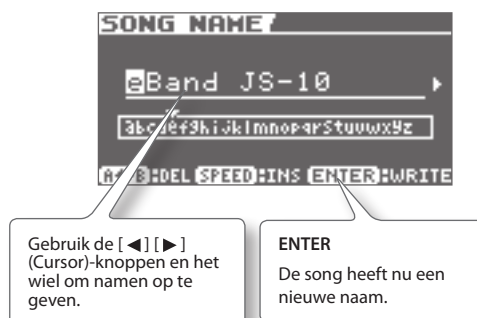 SONG NAME
eBand JS-10
abcdefghijklmnopqrstuvwxyz
:DEL [SPEED]:INS [ENTER]:WRITE
Gebruik de [◀] [▶]
(Cursor)-knoppen en het
wiel om namen op te
geven.
ENTER
De song heeft nu een
nieuwe naam.